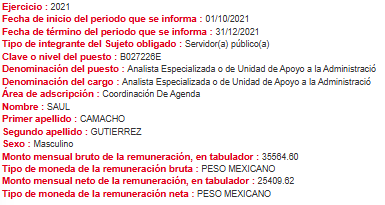 Ejercicio : 2021
Fecha de inicio del periodo que se informa : 01/10/2021
Fecha de término del periodo que se informa : 31/12/2021
Tipo de integrante del Sujeto obligado : Servidor(a) público(a)
Clave o nivel del puesto : B027226E
Denominación del puesto : Analista Especializada o de Unidad de Apoyo a la Administració
Denominación del cargo : Analista Especializada o de Unidad de Apoyo a la Administració
Área de adscripción : Coordinación De Agenda
Nombre : SAUL
Primer apellido : CAMACHO
Segundo apellido : GUTIERREZ
Sexo : Masculino
Monto mensual bruto de la remuneración, en tabulador : 35564.60
Tipo de moneda de la remuneración bruta : PESO MEXICANO
Monto mensual neto de la remuneración, en tabulador : 25409.62
Tipo de moneda de la remuneración neta : PESO MEXICANO